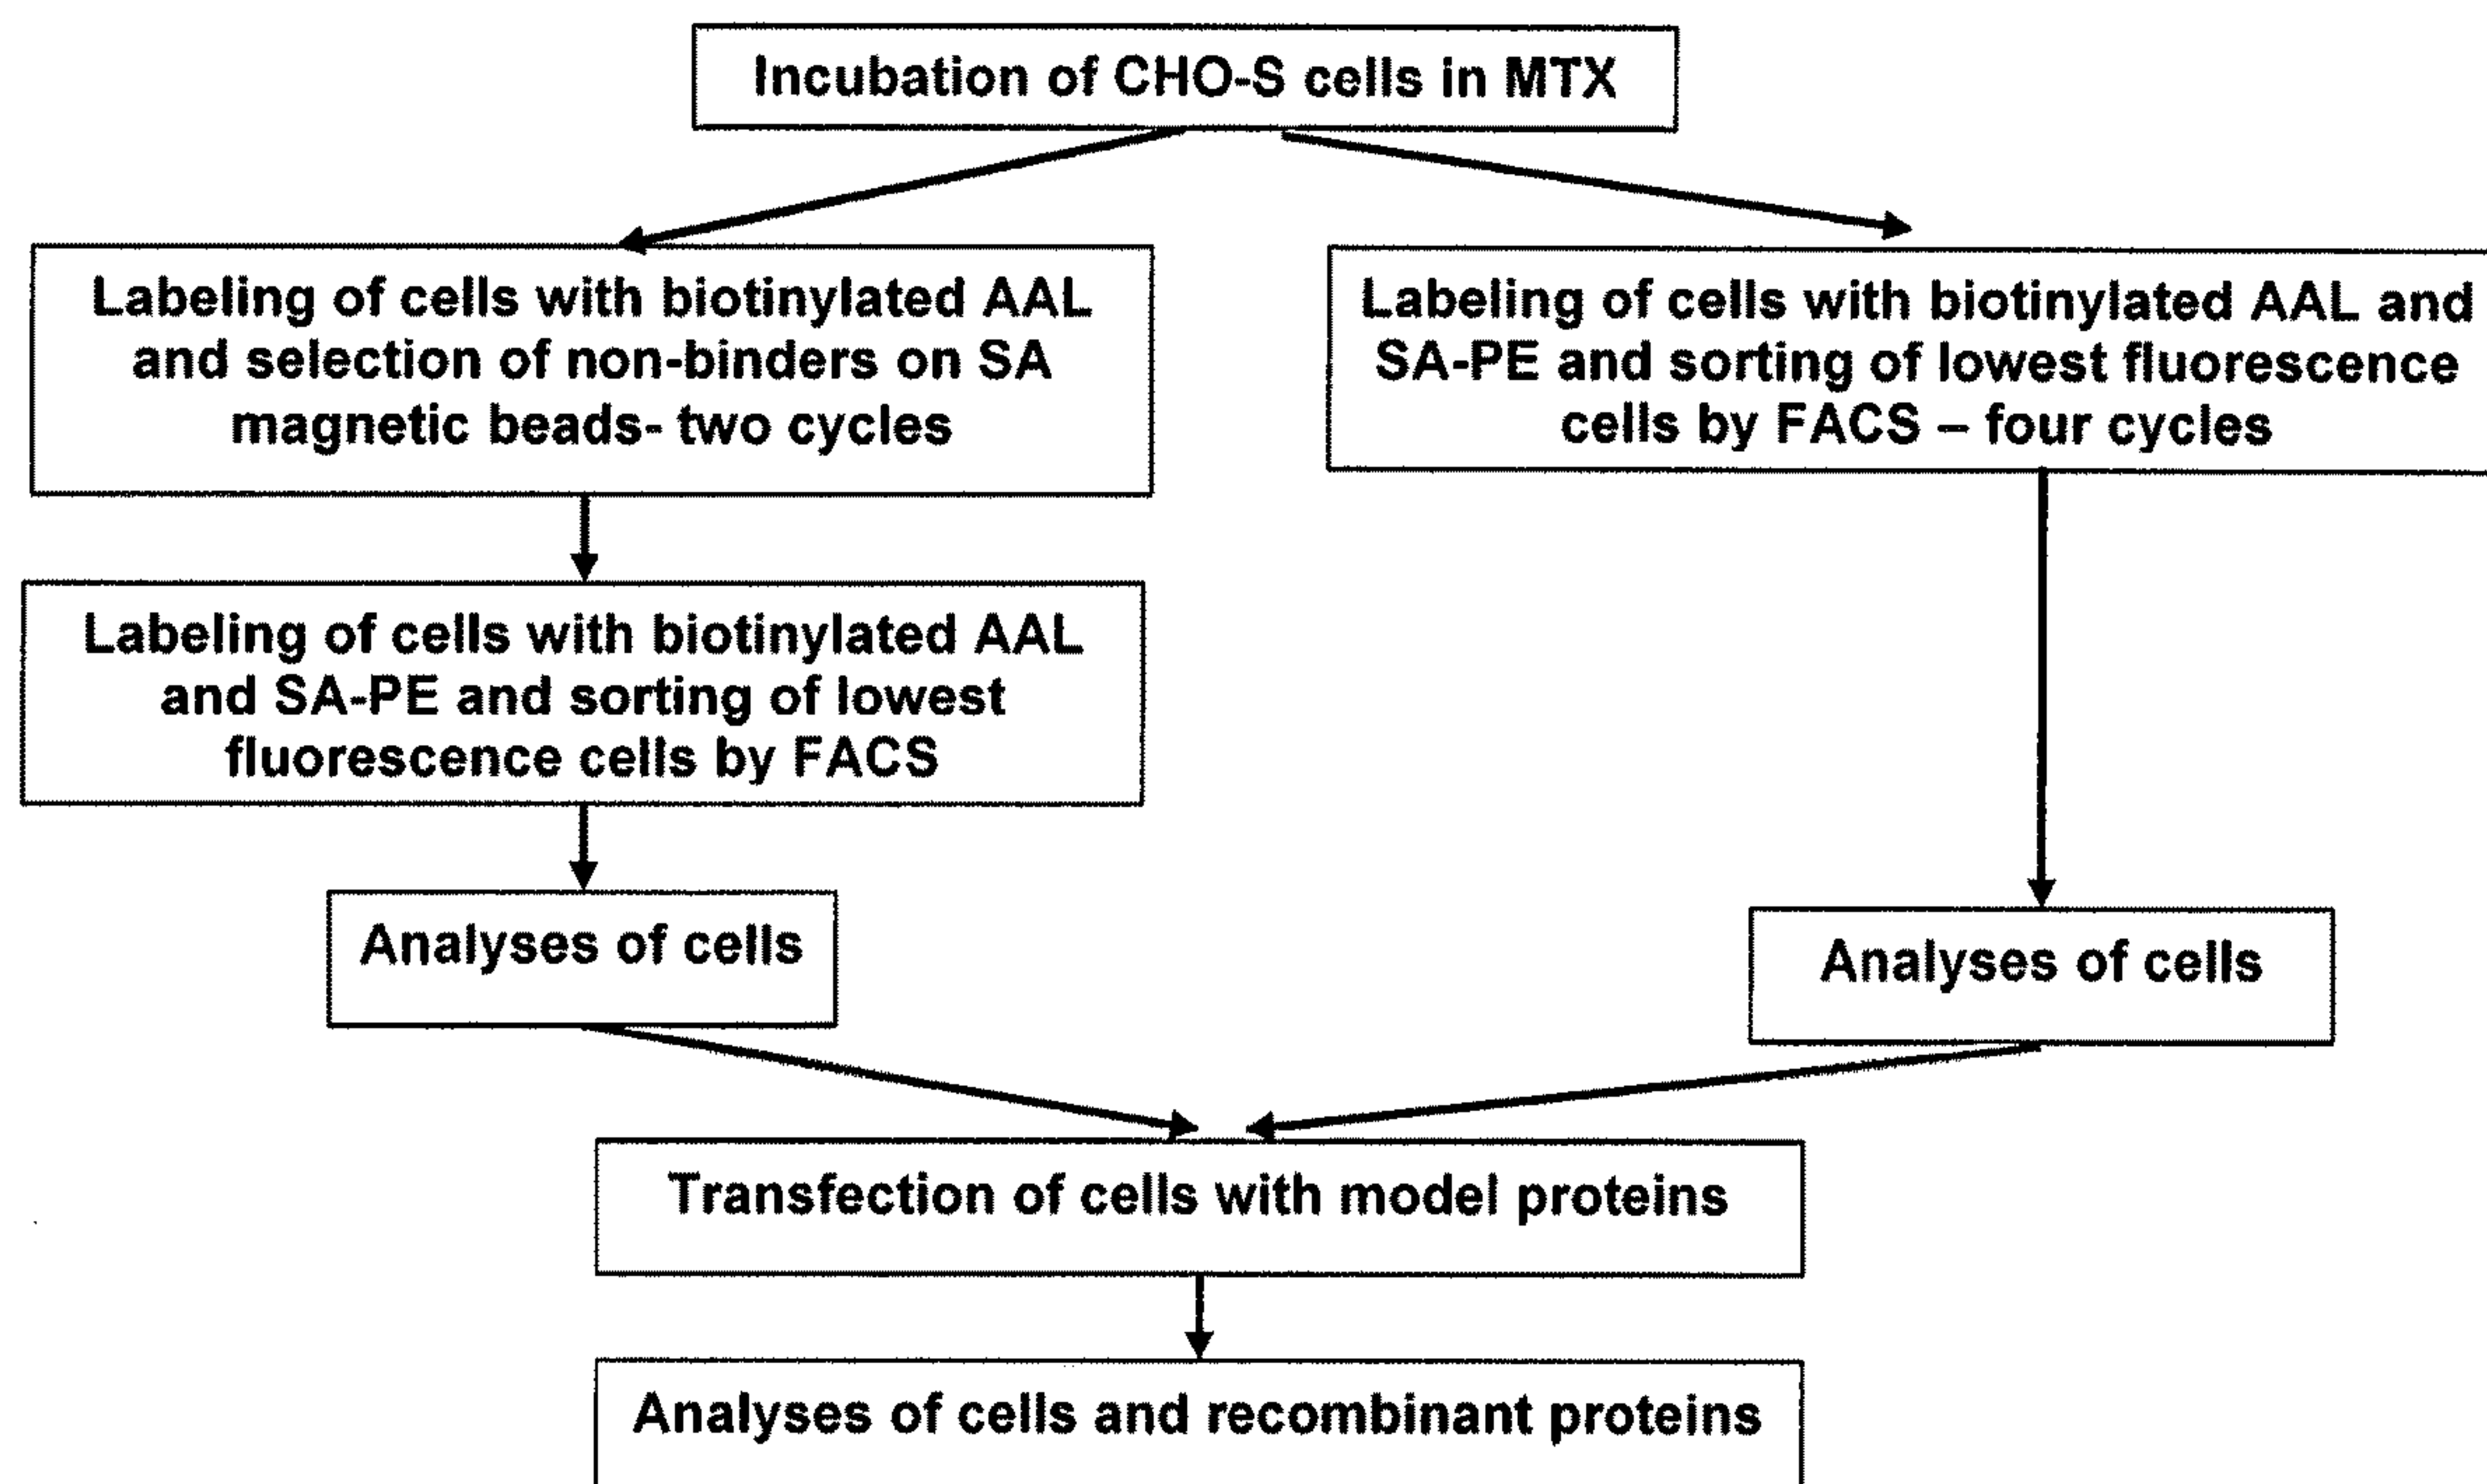 Incubation of CHO-S cells in MTX
Labeling of cells with biotinylated AAL
and selection of non-binders on SA
magnetic beads- two cycles
Labeling of cells with biotinylated AAL and
SA-PE and sorting of lowest fluorescence
cells by FACS – four cycles
Labeling of cells with biotinylated AAL
and SA-PE and sorting of lowest
fluorescence cells by FACS
Analyses of cells
Analyses of cells
Transfection of cells with model proteins
Analyses of cells and recombinant proteins